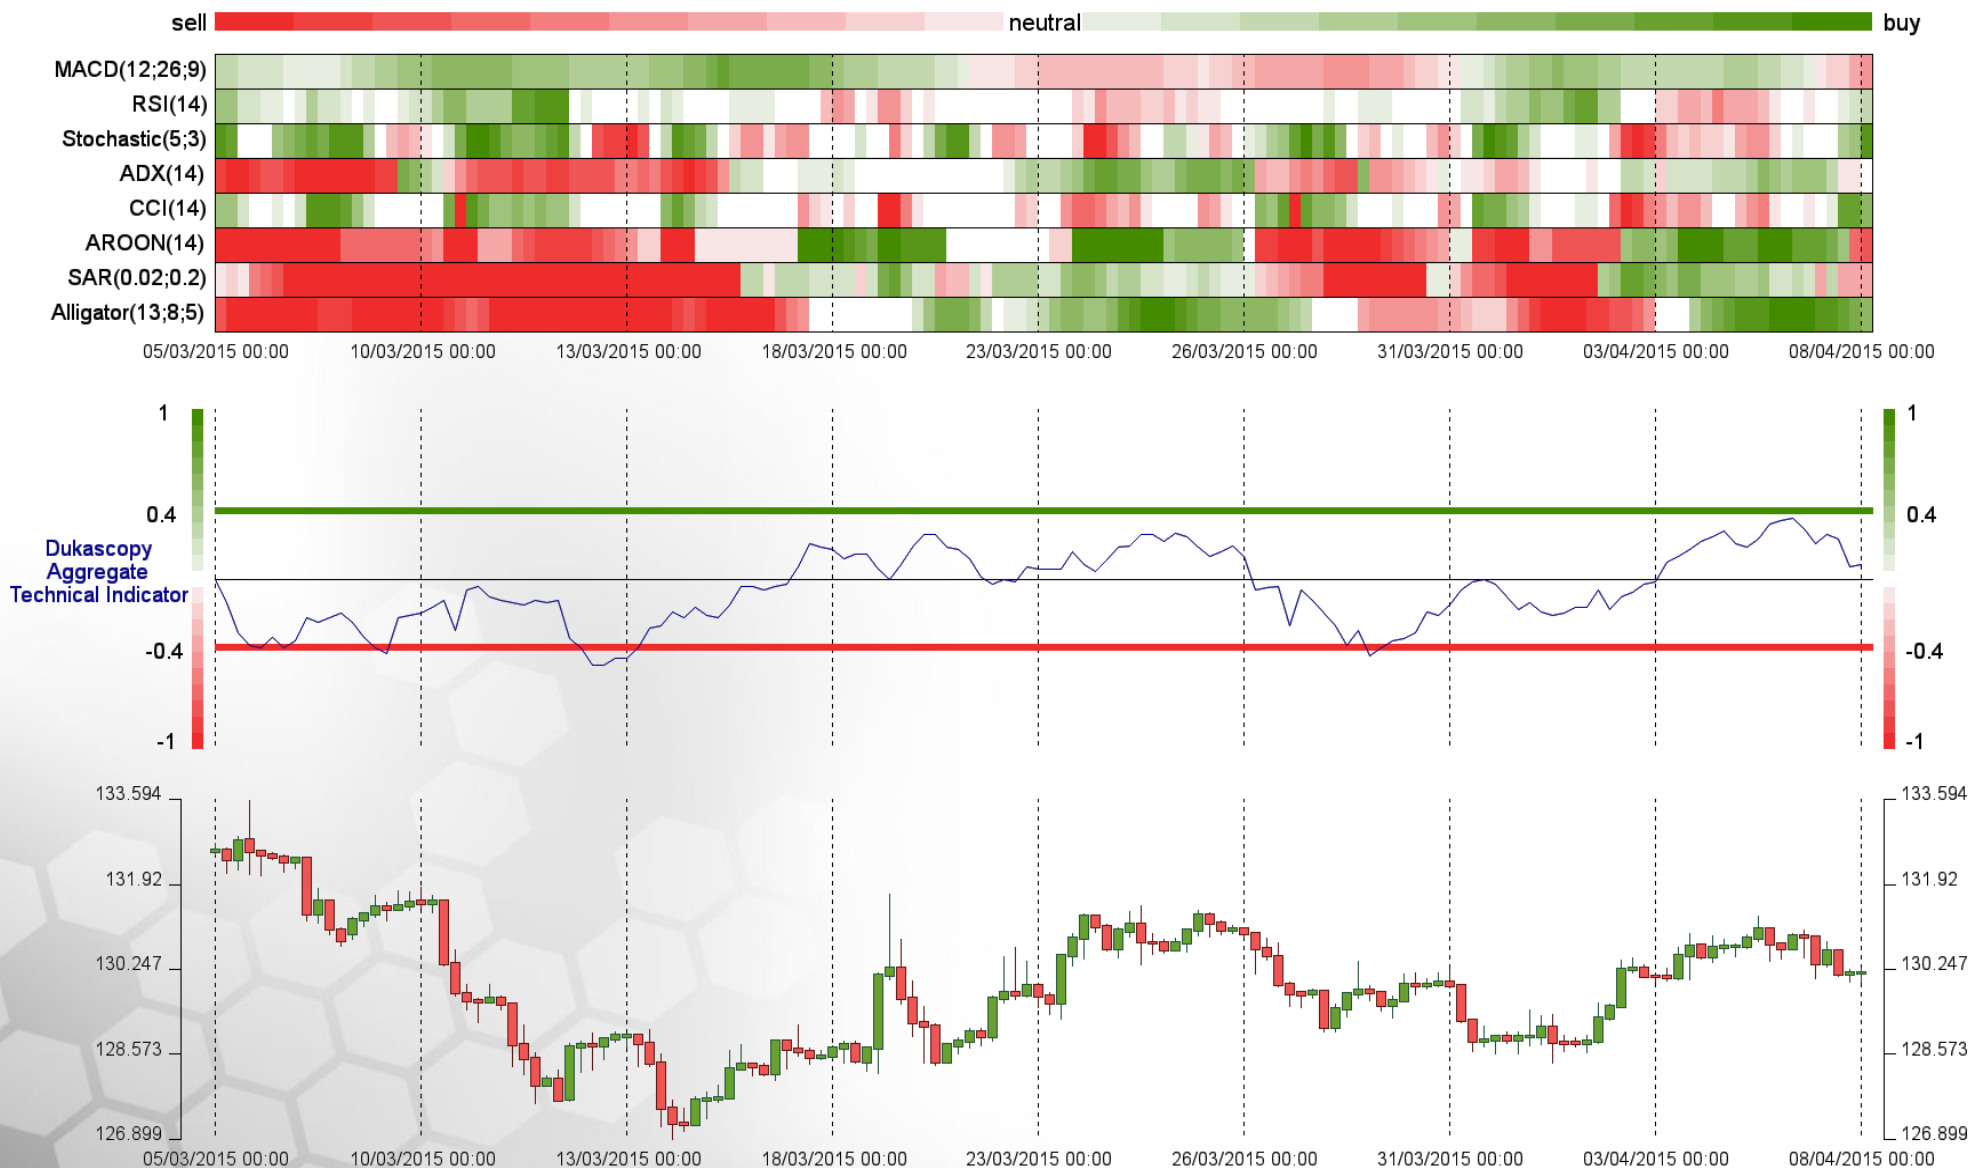 sell neutral buy
MACD(12;26;9)
RSI(14)
Stochastic(5;3)
ADX(14)
CCI(14)
AROON(14)
SAR(0.02;0.2)
Alligator(13;8;5)
05/03/2015 00:00 10/03/2015 00:00 13/03/2015 00:00 18/03/2015 00:00 23/03/2015 00:00 26/03/2015 00:00 31/03/2015 00:00 03/04/2015 00:00 08/04/2015 00:00
1 1
0.4 0.4
Dukascopy
Aggregate
Technical Indicator
-0.4 -0.4
-1 -1
133.594 133.594
131.92 131.92
130.247 130.247
128.573 128.573
126.899 126.899
05/03/2015 00:00 10/03/2015 00:00 13/03/2015 00:00 18/03/2015 00:00 23/03/2015 00:00 26/03/2015 00:00 31/03/2015 00:00 03/04/2015 00:00 08/04/2015 00:00